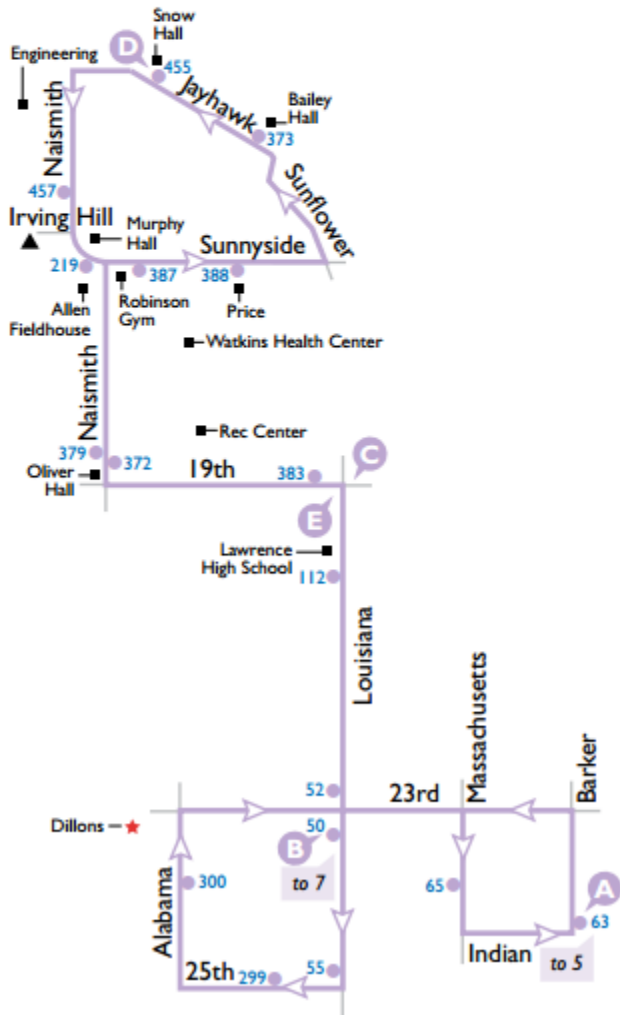 Snow
Hall
Engineering
D
455
Jayhawk
Bailey
Hall
373
Naismith
Sunflower
457
Irving Hill
Murphy
Hall
Sunnyside
219
387
388
Allen
Fieldhouse
Robinson
Gym
Price
Watkins Health Center
Naismith
Rec Center
379
372
19th
383
C
Oliver
Hall
E
Lawrence
High School
112
Louisiana
Massachusetts
Barker
52
23rd
Dillons
50
B
to 7
Alabama
300
65
A
63
Indian
to 5
25th
299
55